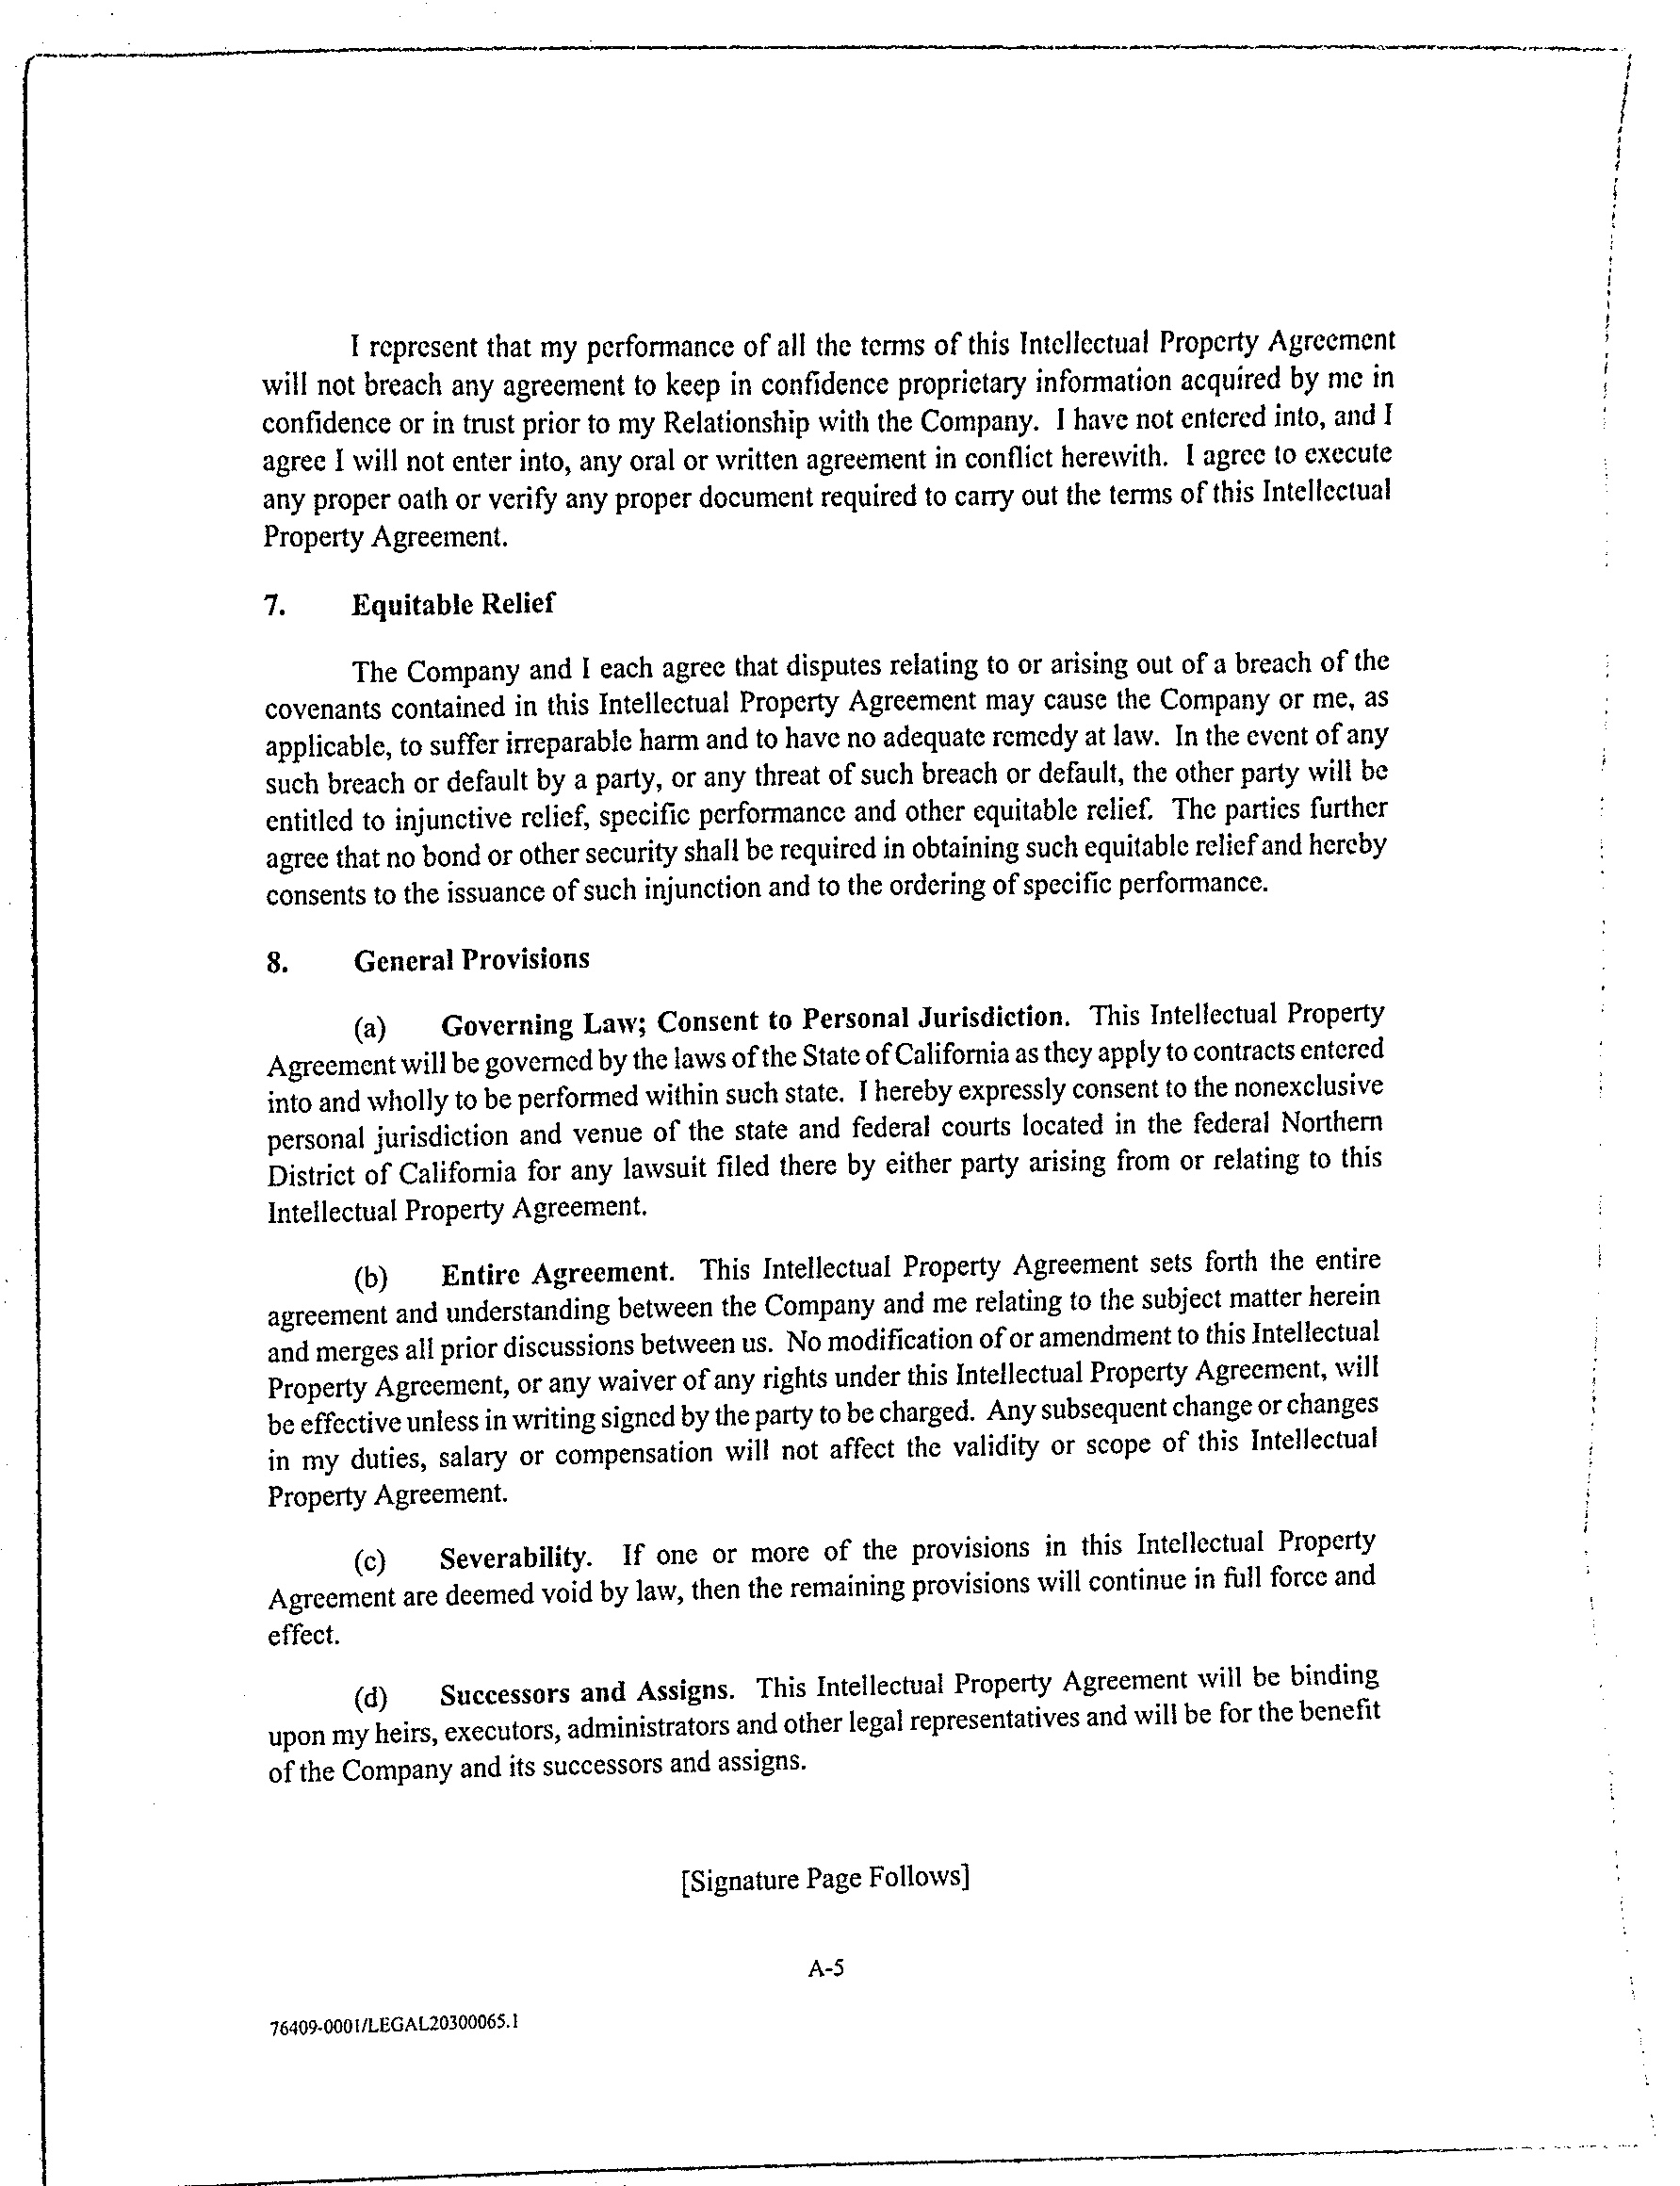 I represent that my performance of all the terms of this Intellectual Property Agreement
will not breach any agreement to keep in confidence proprietary information acquired by me in
confidence or in trust prior to my Relationship with the Company. I have not entered into, and I
agree I will not enter into, any oral or written agreement in conflict herewith. I agree to execute
any proper oath or verify any proper document required to carry out the terms of this Intellectual
Property Agreement.
7. Equitable Relief
The Company and I each agree that disputes relating to or arising out of a breach of the
covenants contained in this Intellectual Property Agreement may cause the Company or me, as
applicable, to suffer irreparable harm and to have no adequate remedy at law. In the event of any
such breach or default by a party, or any threat of such breach or default, the other party will be
entitled to injunctive relief, specific performance and other equitable relief. The parties further
agree that no bond or other security shall be required in obtaining such equitable relief and hereby
consents to the issuance of such injunction and to the ordering of specific performance.
8. General Provisions
(a) Governing Law; Consent to Personal Jurisdiction. This Intellectual Property
Agreement will be governed by the laws of the State of California as they apply to contracts entered
into and wholly to be performed within such state. I hereby expressly consent to the nonexclusive
personal jurisdiction and venue of the state and federal courts located in the federal Northern
District of California for any lawsuit filed there by either party arising from or relating to this
Intellectual Property Agreement.
(b) Entire Agreement. This Intellectual Property Agreement sets forth the entire
agreement and understanding between the Company and me relating to the subject matter herein
and merges all prior discussions between us. No modification of or amendment to this Intellectual
Property Agreement, or any waiver of any rights under this Intellectual Property Agreement, will
be effective unless in writing signed by the party to be charged. Any subsequent change or changes
in my duties, salary or compensation will not affect the validity or scope of this Intellectual
Property Agreement.
(c) Severability. If one or more of the provisions in this Intellectual Property
Agreement are deemed void by law, then the remaining provisions will continue in full force and
effect.
(d) Successors and Assigns. This Intellectual Property Agreement will be binding
upon my heirs, executors, administrators and other legal representatives and will be for the benefit
of the Company and its successors and assigns.
[Signature Page Follows]
A-5
76409-0001/LEGAL20300065.1